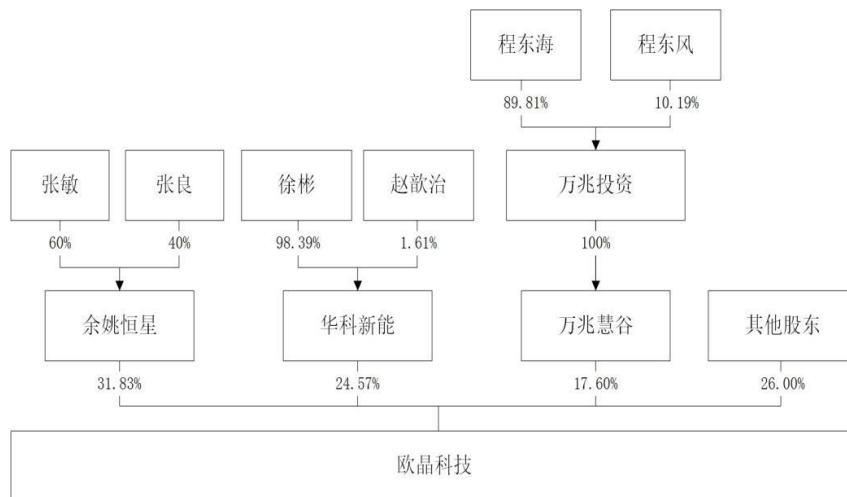 程东海
程东风
89.81%
10.19%
张敏
张良
徐彬
赵歆治
万兆投资
60%
40%
98.39%
1.61%
100%
余姚恒星
华科新能
万兆慧谷
其他股东
31.83%
24.57%
17.60%
26.00%
欧晶科技